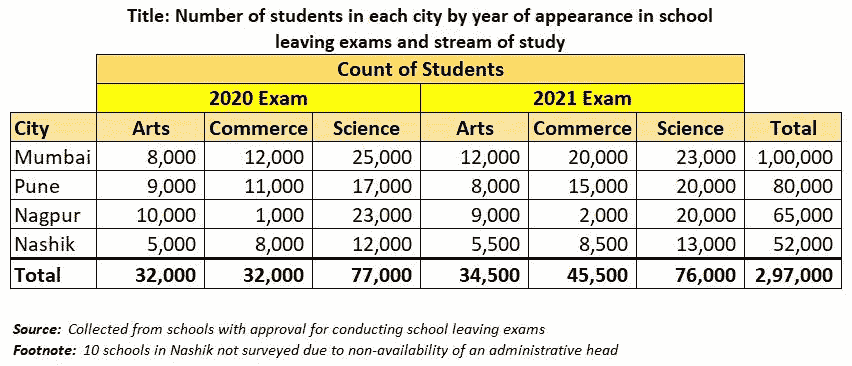 Title: Number of students in each city by year of appearance in school
leaving exams and stream of study
Count of Students
2020 Exam 2021 Exam
City Arts Commerce Science Arts Commerce Science Total
Mumbai 8,000 12,000 25,000 12,000 20,000 23,000 1,00,000
Pune 9,000 11,000 17,000 8,000 15,000 20,000 80,000
Nagpur 10,000 1,000 23,000 9,000 2,000 20,000 65,000
Nashik 5,000 8,000 12,000 5,500 8,500 13,000 52,000
Total 32,000 32,000 77,000 34,500 45,500 76,000 2,97,000
Source: Collected from schools with approval for conducting school leaving exams
Footnote: 10 schools in Nashik not surveyed due to non-availability of an administrative head